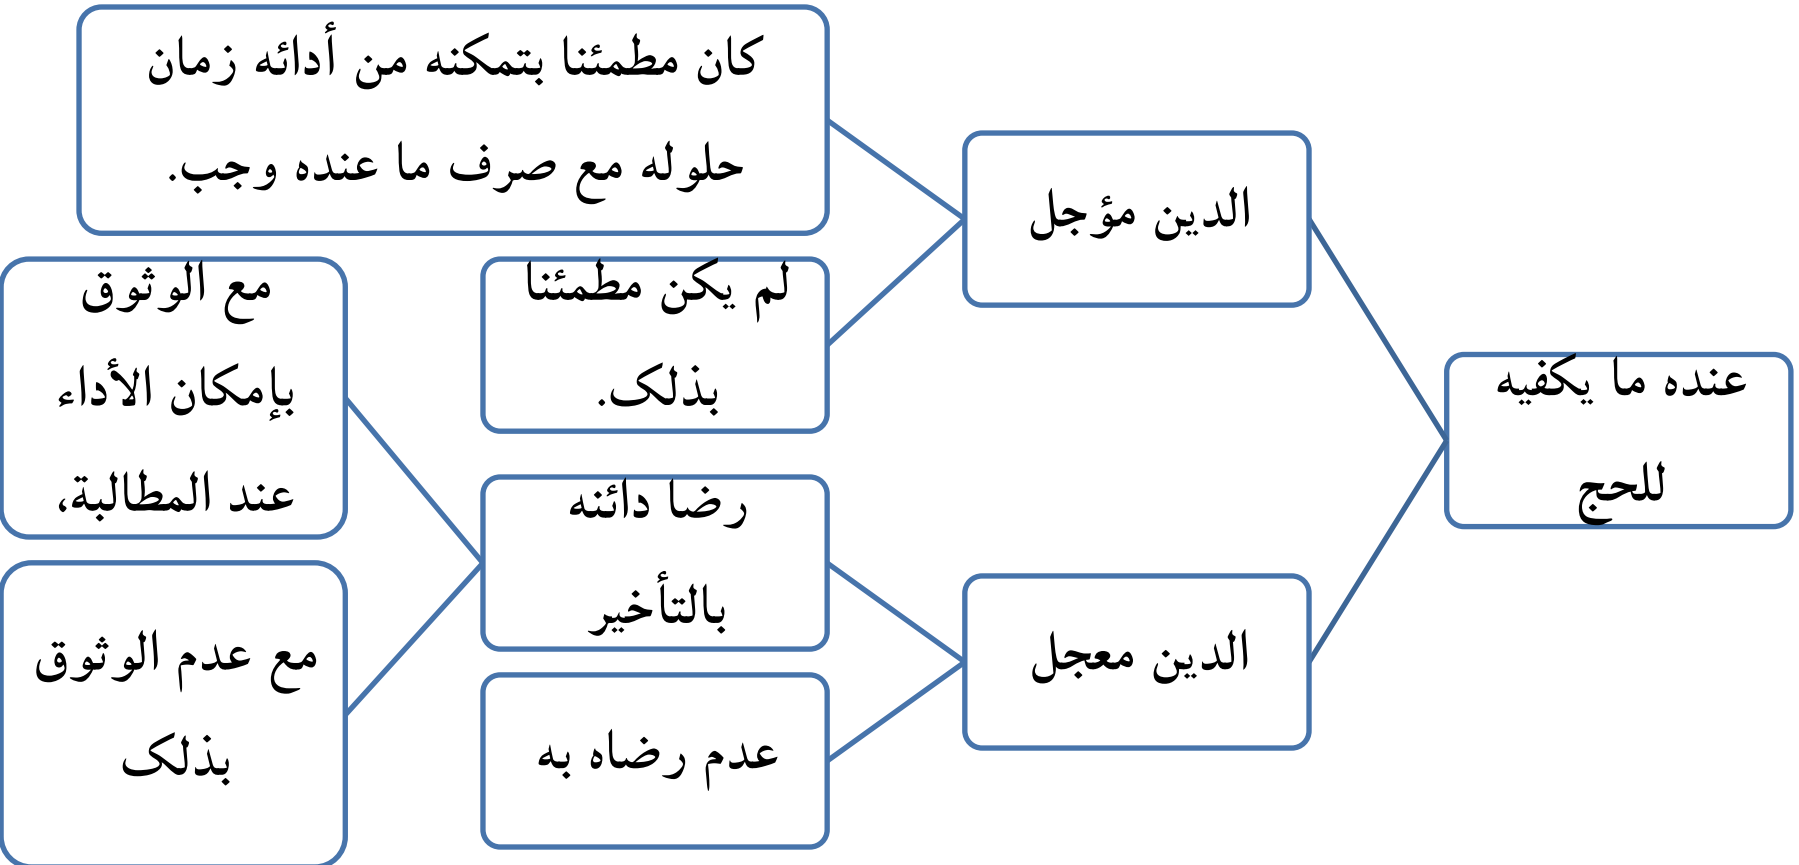 عنده ما يكفيه
للحج
الدين مؤجل
كان مطمئنا بتمكنه من أدائه زمان
حلوله مع صرف ما عنده وجب.
لم يكن مطمئنا
بذلک.
الدين معجل
رضا دائنه
بالتأخير
مع الوثوق
بإمكان الأداء
عند المطالبة،
مع عدم الوثوق
بذلک
عدم رضاه به